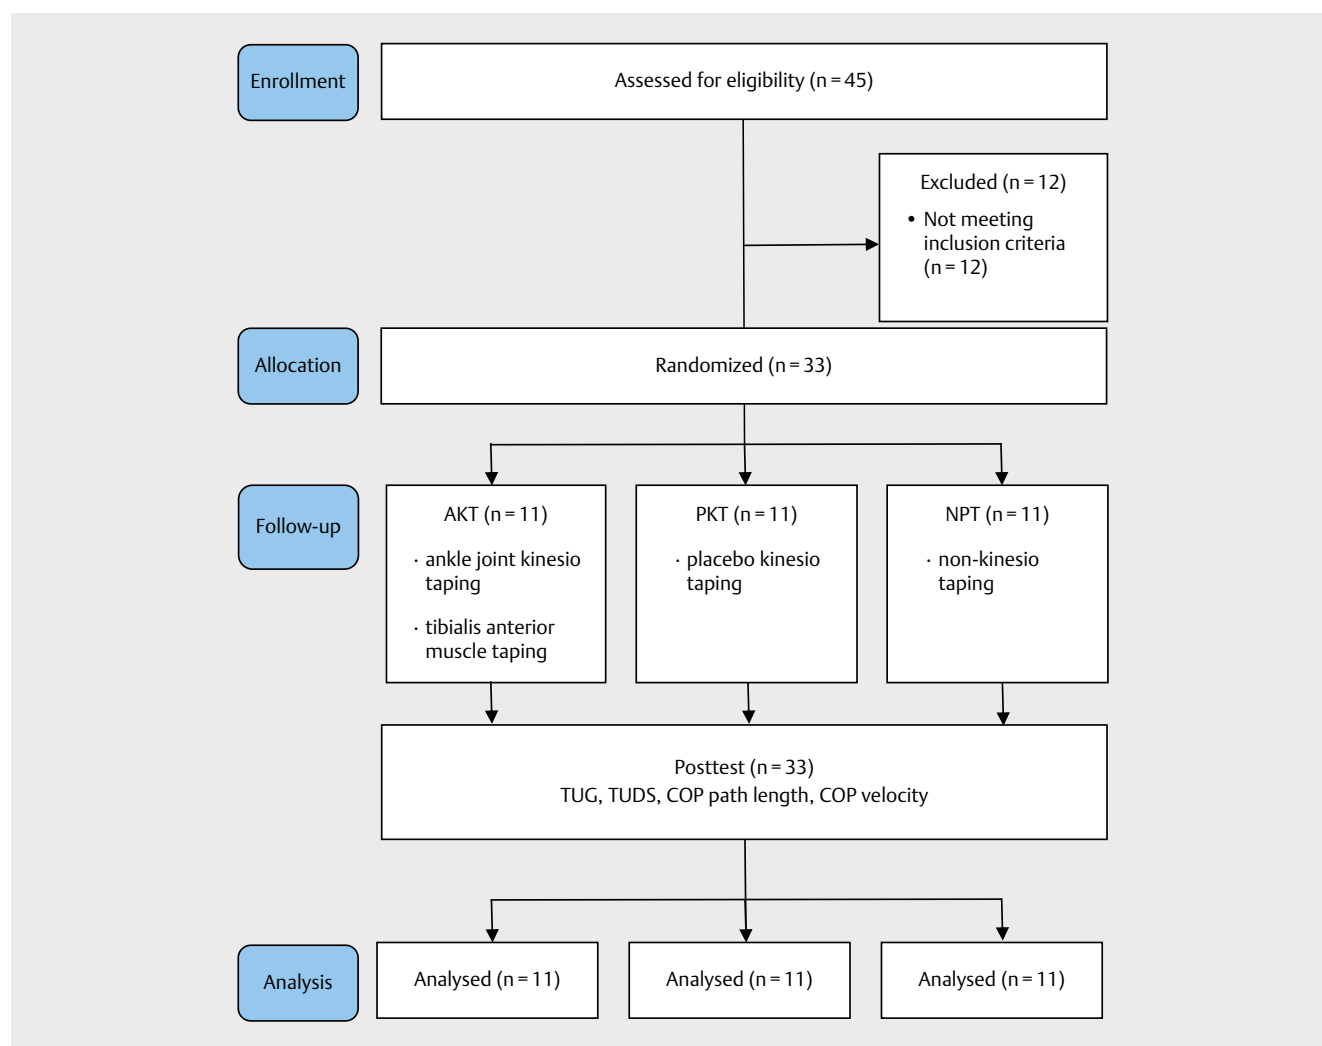 Enrollment
Assessed for eligibility (n = 45)
Excluded (n = 12)
• Not meeting
inclusion criteria
(n = 12)
Allocation
Randomized (n = 33)
Follow-up
AKT (n = 11)
· ankle joint kinesio
taping
· tibialis anterior
muscle taping
PKT (n = 11)
· placebo kinesio
taping
NPT (n = 11)
· non-kinesio
taping
Posttest (n = 33)
TUG, TUDS, COP path length, COP velocity
Analysis
Analysed (n = 11)
Analysed (n = 11)
Analysed (n = 11)